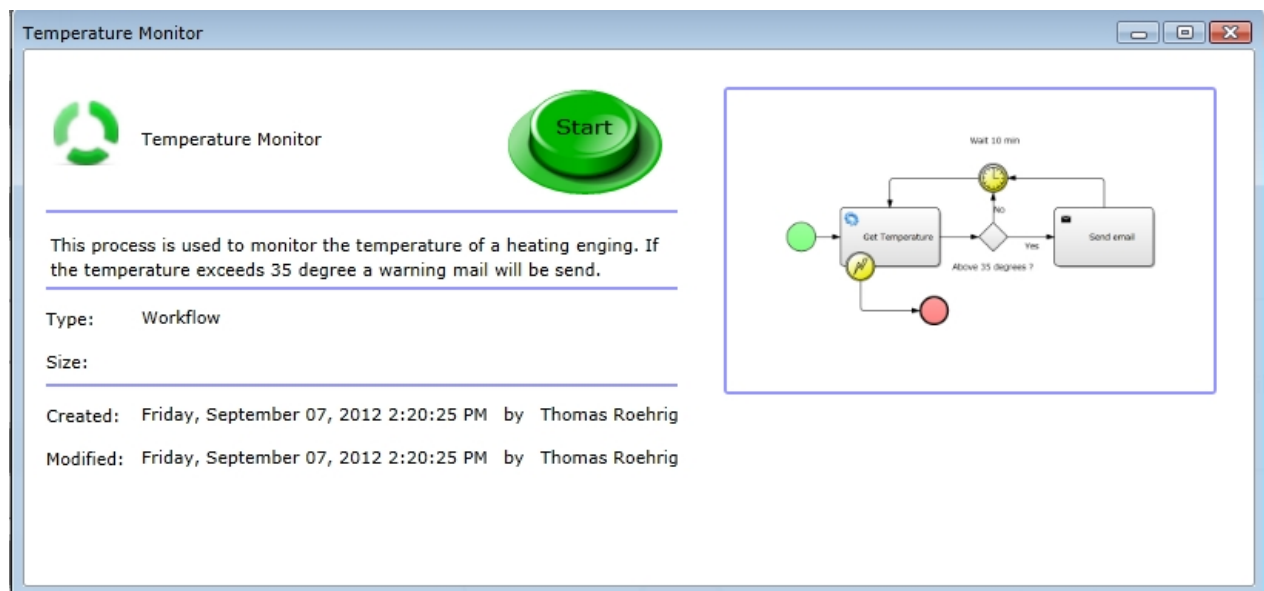 Temperature Monitor
Temperature Monitor
Start
This process is used to monitor the temperature of a heating enging. If
the temperature exceeds 35 degree a warning mail will be send.
Type: Workflow
Size:
Created: Friday, September 07, 2012 2:20:25 PM by Thomas Roehrig
Modified: Friday, September 07, 2012 2:20:25 PM by Thomas Roehrig
Wait 10 min
No
Get Temperature
Yes
Send email
Above 35 degrees ?